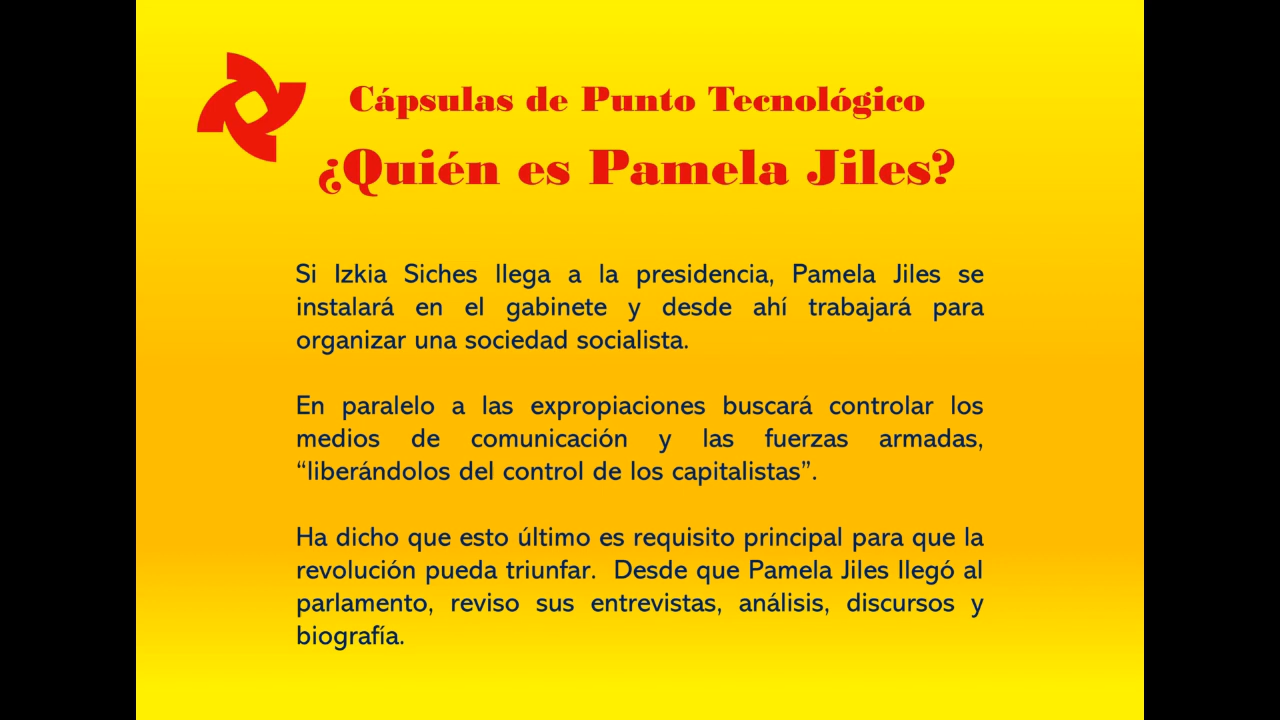 Cápsulas de Punto Tecnológico
¿Quién es Pamela Jiles?
Si Izkia Siches llega a la presidencia, Pamela Jiles se
instalará en el gabinete y desde ahí trabajará para
organizar una sociedad socialista.
En paralelo a las expropiaciones buscará controlar los
medios de comunicación y las fuerzas armadas,
“liberándolos del control de los capitalistas”.
Ha dicho que esto último es requisito principal para que la
revolución pueda triunfar.  Desde que Pamela Jiles llegó al
parlamento, reviso sus entrevistas, análisis, discursos y
biografía.